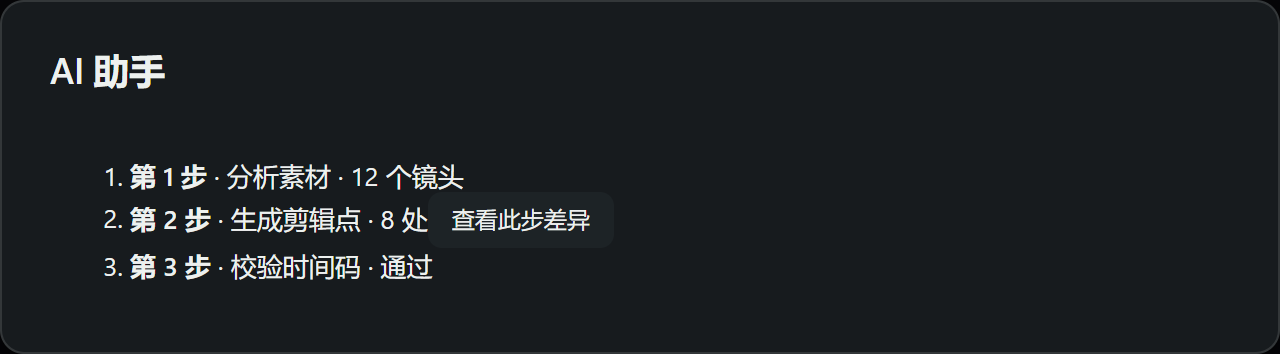 AI 助手
1. 第 1 步 · 分析素材 · 12 个镜头
2. 第 2 步 · 生成剪辑点 · 8 处 查看此步差异
3. 第 3 步 · 校验时间码 · 通过